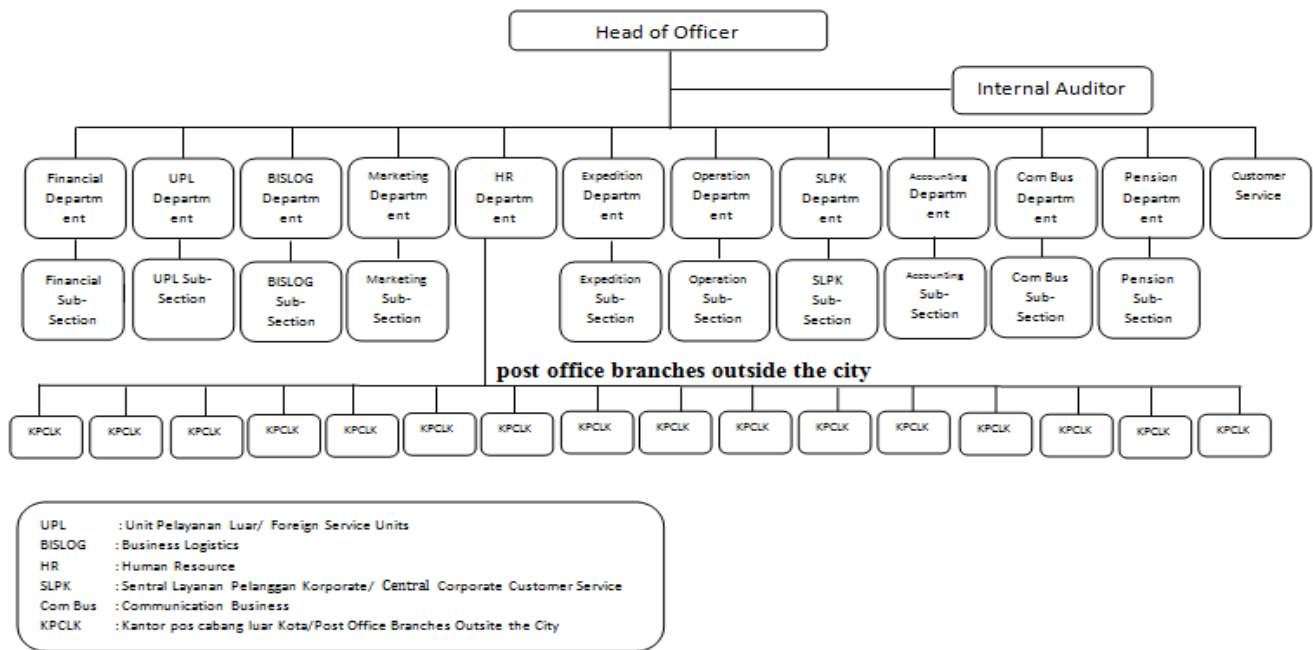 Head of Officer
Internal Auditor
Financial
Departm
ent
UPL
Departm
ent
BISLOG
Departm
ent
Marketing
Departm
ent
HR
Departm
ent
Expedition
Departm
ent
Operation
Departm
ent
SLPK
Departm
ent
Accounting
Departm
ent
Com Bus
Departm
ent
Pension
Departm
ent
Customer
Service
Financial
Sub-
Section
UPL Sub-
Section
BISLOG
Sub-
Section
Marketing
Sub-
Section
Expedition
Sub-
Section
Operation
Sub-
Section
SLPK
Sub-
Section
Accounting
Sub-
Section
Com Bus
Sub-
Section
Pension
Sub-
Section
post office branches outside the city
KPCLK KPCLK KPCLK KPCLK KPCLK KPCLK KPCLK KPCLK KPCLK KPCLK KPCLK KPCLK KPCLK KPCLK KPCLK KPCLK
UPL : Unit Pelayanan Luar/ Foreign Service Units
BISLOG : Business Logistics
HR : Human Resource
SLPK : Sentral Layanan Pelanggan Korporate/ Central Corporate Customer Service
Com Bus : Communication Business
KPCLK : Kantor pos cabang luar Kota/Post Office Branches Outsite the City